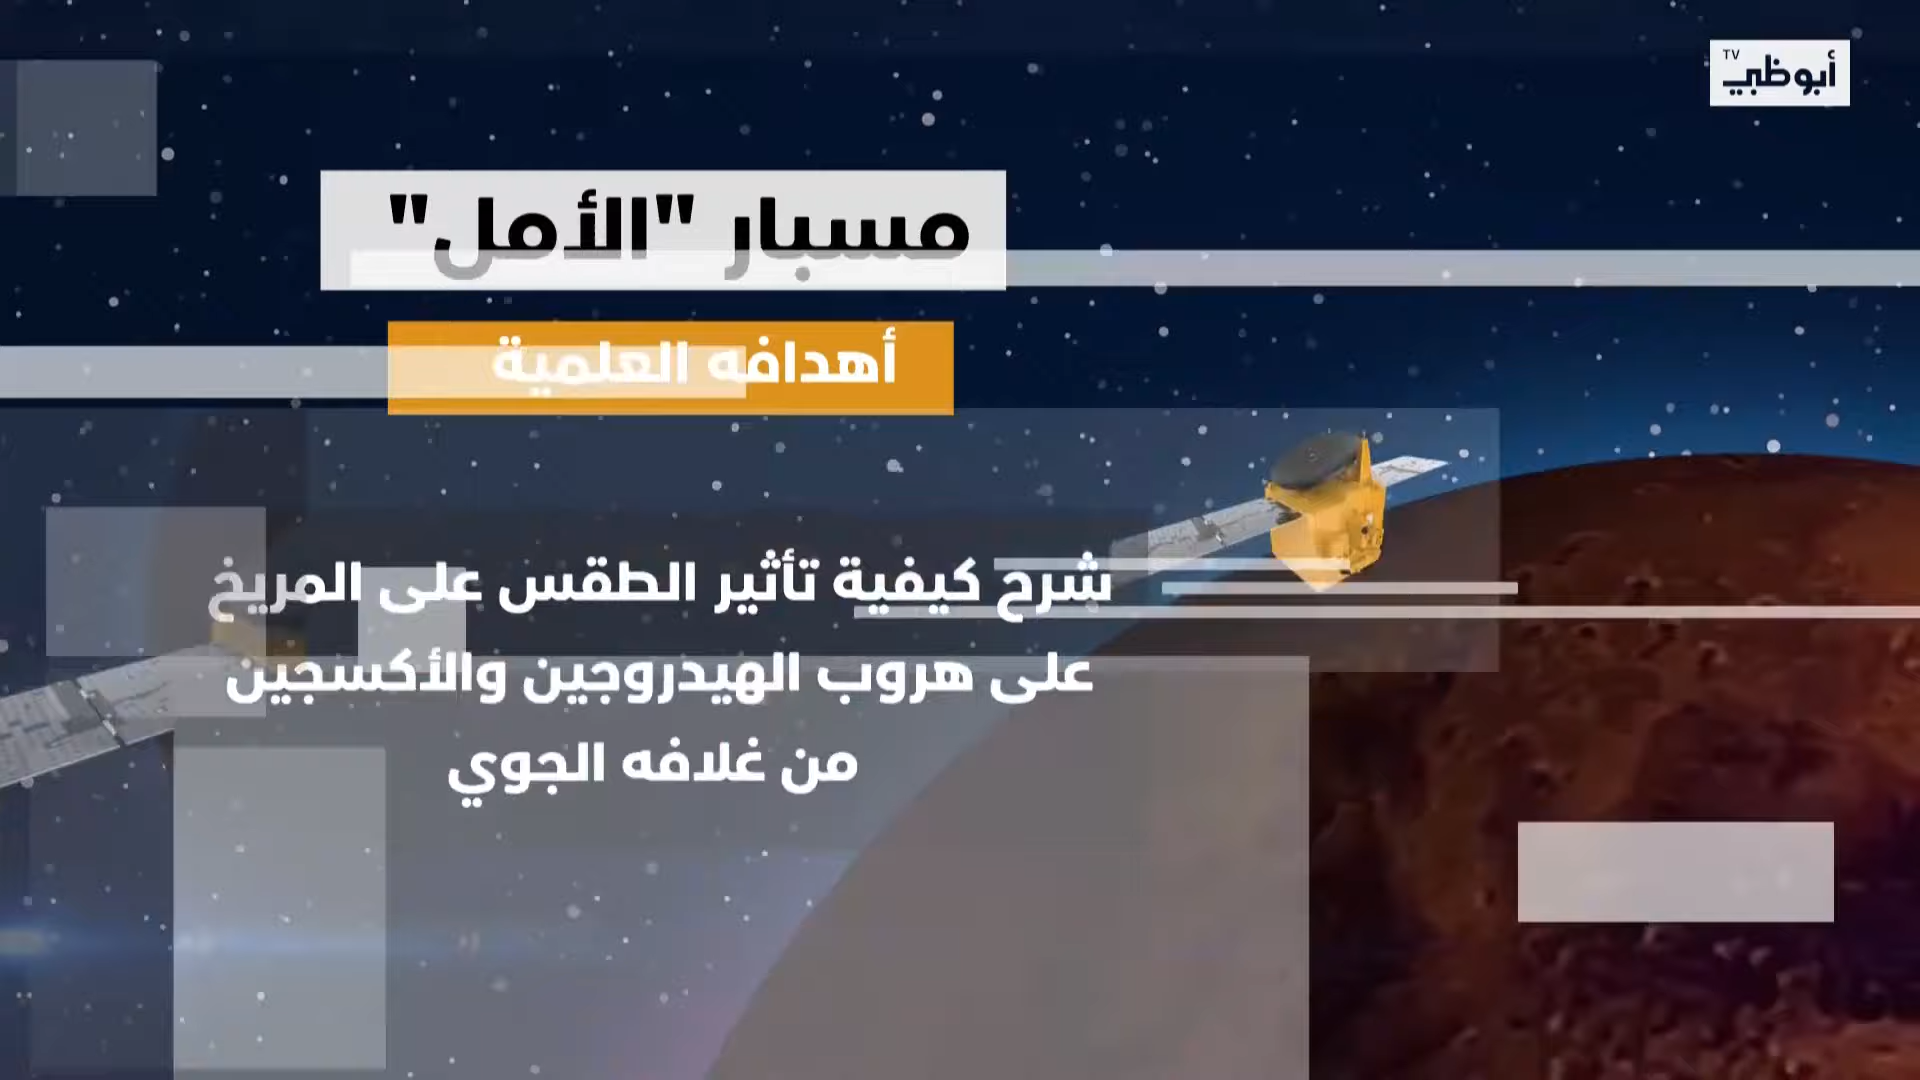 TV
أبوظبي
مسبار "الأمل"
أهدافه العلمية
شرح كيفية تأثير الطقس على المريخ
على هروب الهيدروجين والأكسجين
من غلافه الجوي